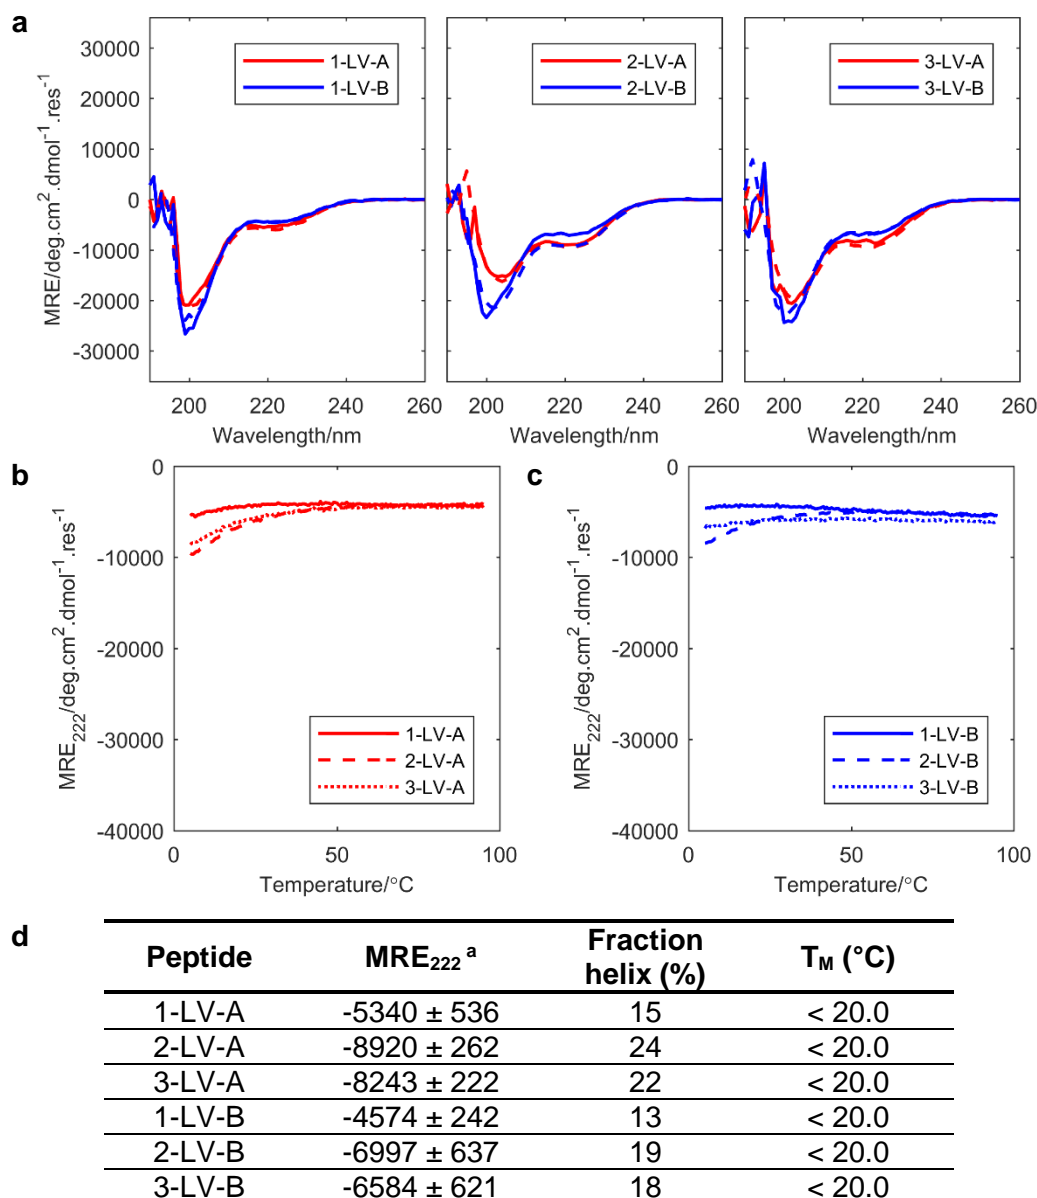 a
30000
20000
10000
0
-10000
-20000
-30000
MRE/deg.cm2.dmol-1.res-1
1-LV-A
1-LV-B
200 220 240 260
Wavelength/nm
2-LV-A
2-LV-B
200 220 240 260
Wavelength/nm
3-LV-A
3-LV-B
200 220 240 260
Wavelength/nm
b
0
-10000
-20000
-30000
-40000
MRE222/deg.cm2.dmol-1.res-1
1-LV-A
2-LV-A
3-LV-A
0 50 100
Temperature/°C
c
0
-10000
-20000
-30000
-40000
MRE222/deg.cm2.dmol-1.res-1
1-LV-B
2-LV-B
3-LV-B
0 50 100
Temperature/°C
d
Peptide MRE222 a Fraction helix (%) TM (°C)
1-LV-A -5340 ± 536 15 < 20.0
2-LV-A -8920 ± 262 24 < 20.0
3-LV-A -8243 ± 222 22 < 20.0
1-LV-B -4574 ± 242 13 < 20.0
2-LV-B -6997 ± 637 19 < 20.0
3-LV-B -6584 ± 621 18 < 20.0